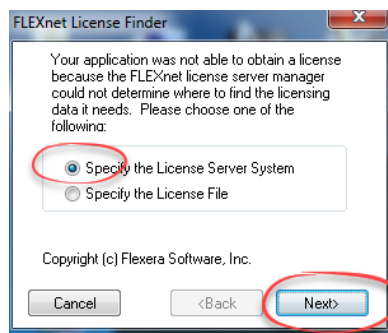 FLEXnet License Finder
Your application was not able to obtain a license
because the FLEXnet license server manager
could not determine where to find the licensing
data it needs.  Please choose one of the
following:
Specify the License Server System
Specify the License File
Copyright (c) Flexera Software, Inc.
Cancel
<Back
Next>